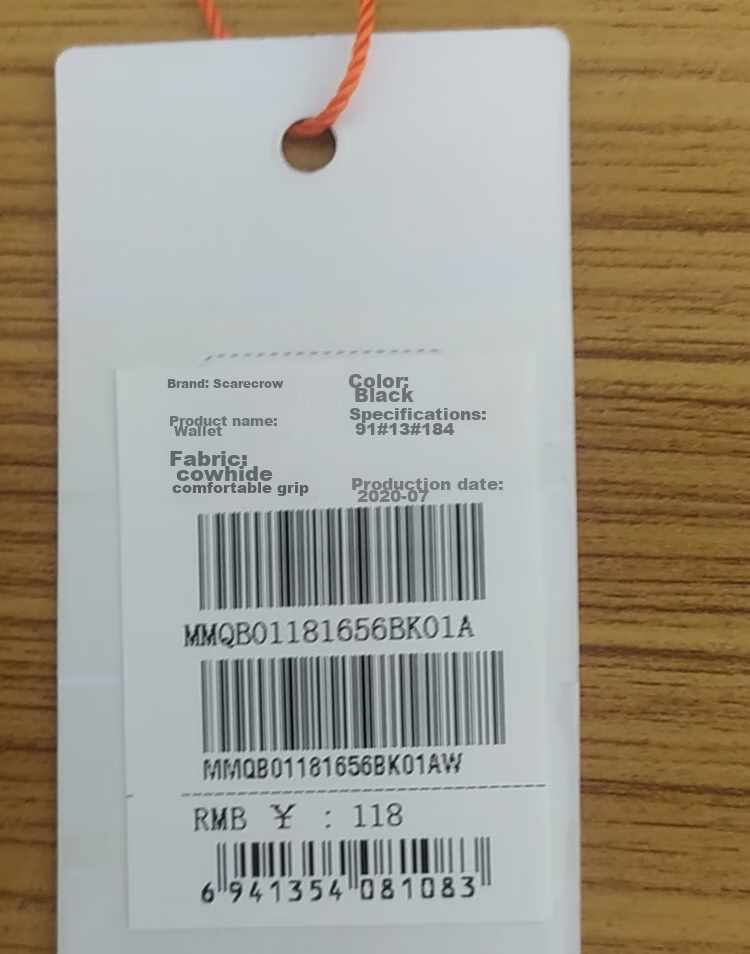 Brand: Scarecrow
Color:
Black
Product name:
Wallet
Specifications:
91#13#184
Fabric:
cowhide
comfortable grip
Production date:
2020-07
MMQB01181656BK01A
MMQB01181656BK01AW
RMB ¥ : 118
6 941354 081083